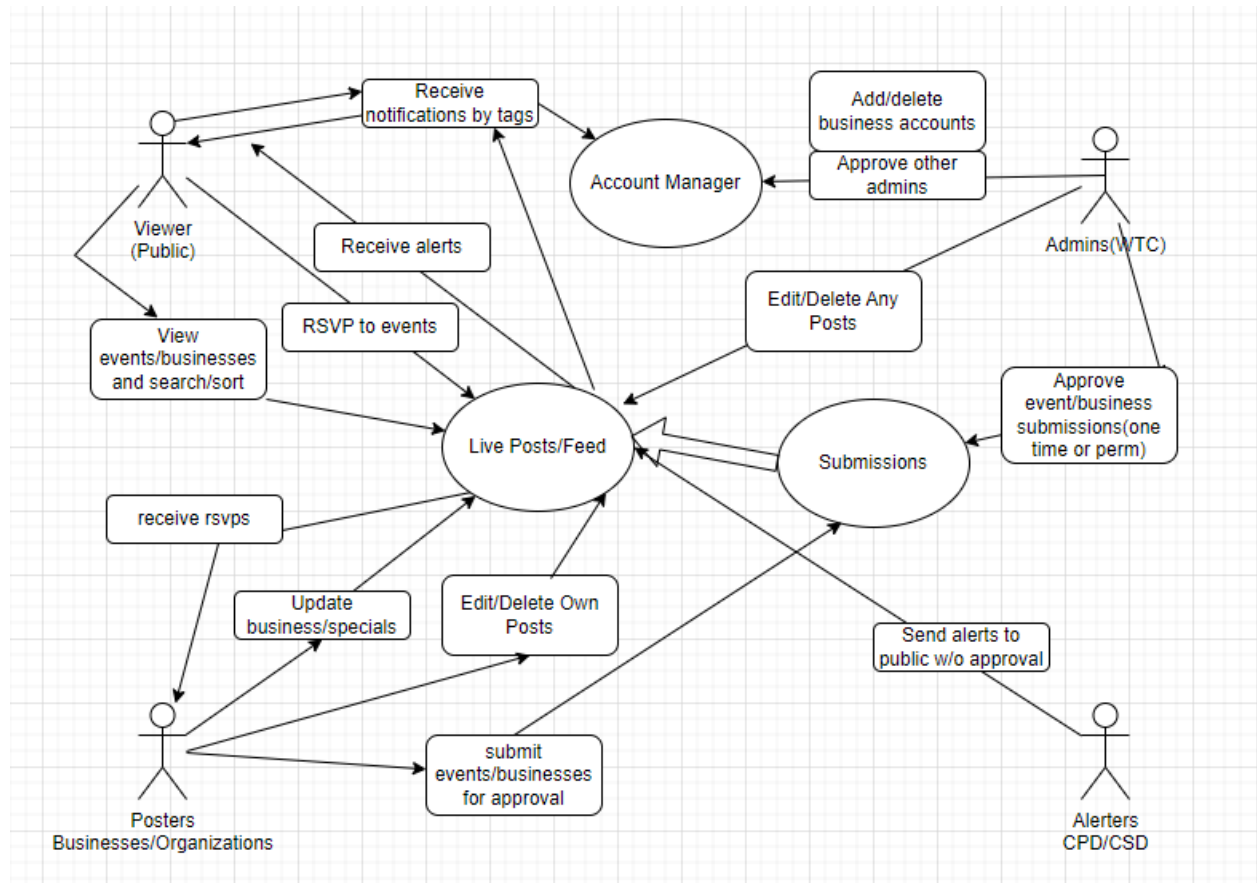 Receive
notifications by tags
Add/delete
business accounts
Account Manager
Approve other
admins
Viewer
(Public)
Admins(WTC)
Receive alerts
Edit/Delete Any
Posts
RSVP to events
View
events/businesses
and search/sort
Approve
event/business
submissions(one
time or perm)
Live Posts/Feed
Submissions
receive rsvps
Update
business/specials
Edit/Delete Own
Posts
Send alerts to
public w/o approval
submit
events/businesses
for approval
Posters
Businesses/Organizations
Alerters
CPD/CSD